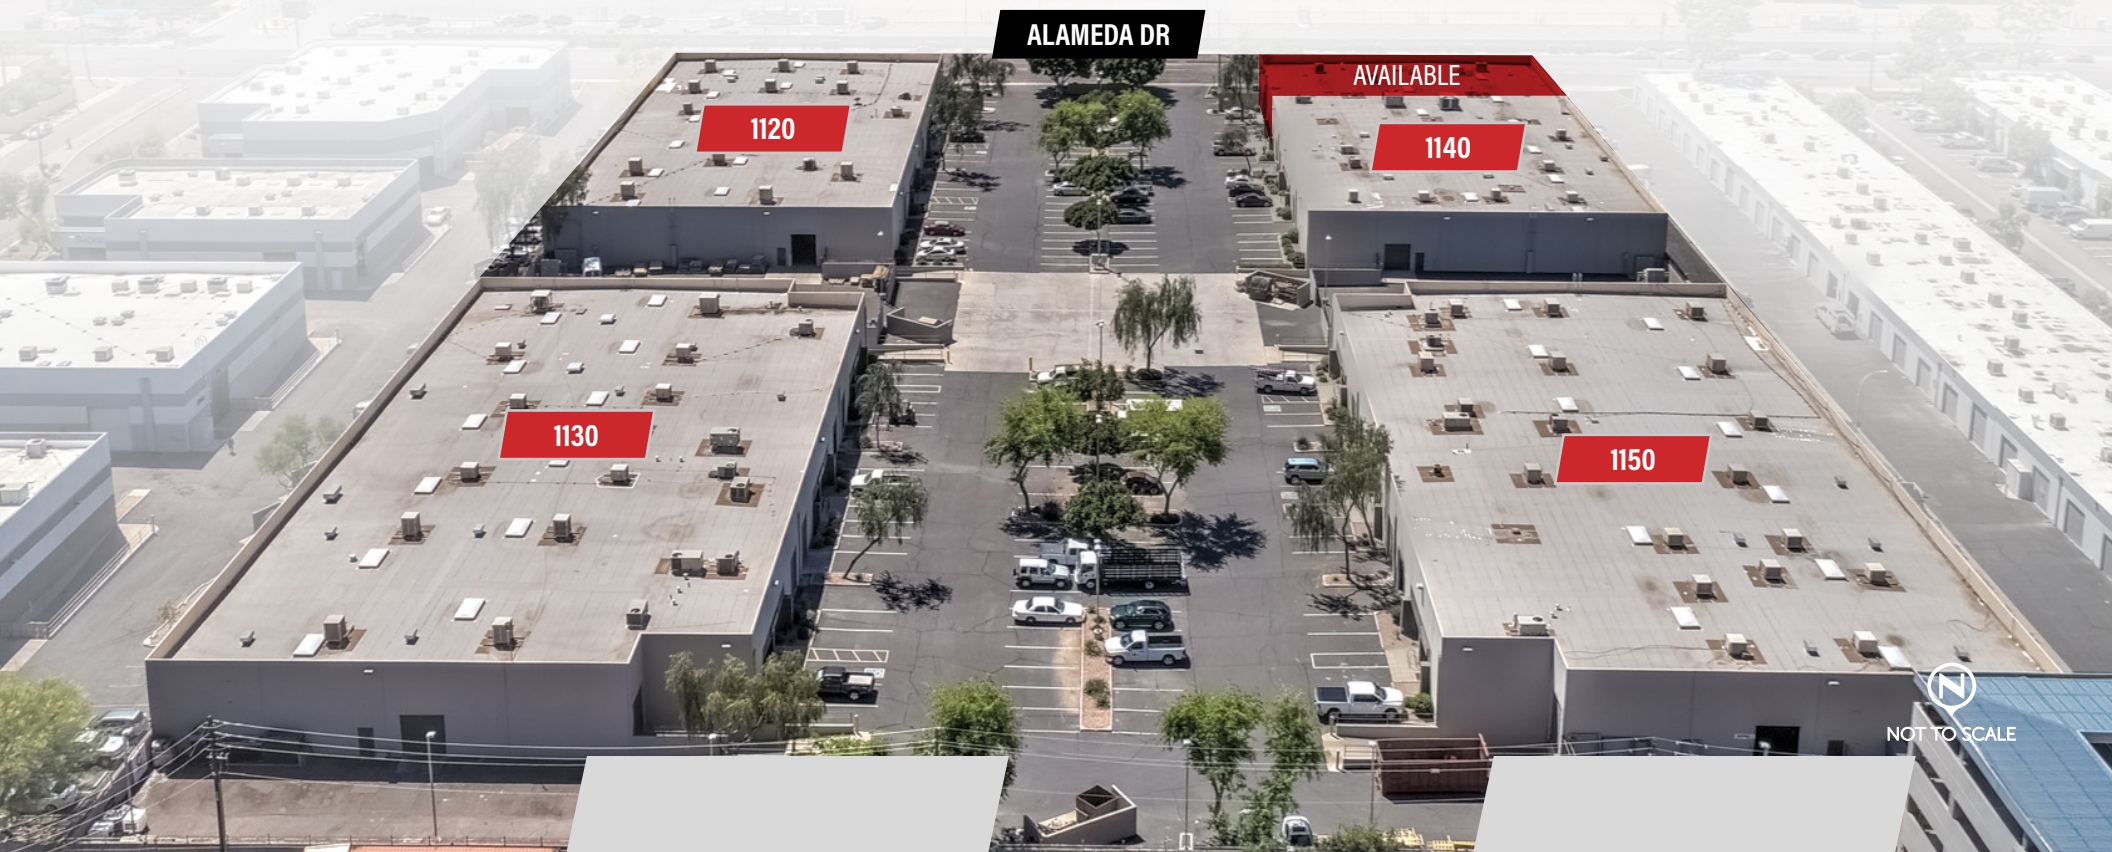 ALAMEDA DR
AVAILABLE
1120
1140
1130
1150
N
NOT TO SCALE